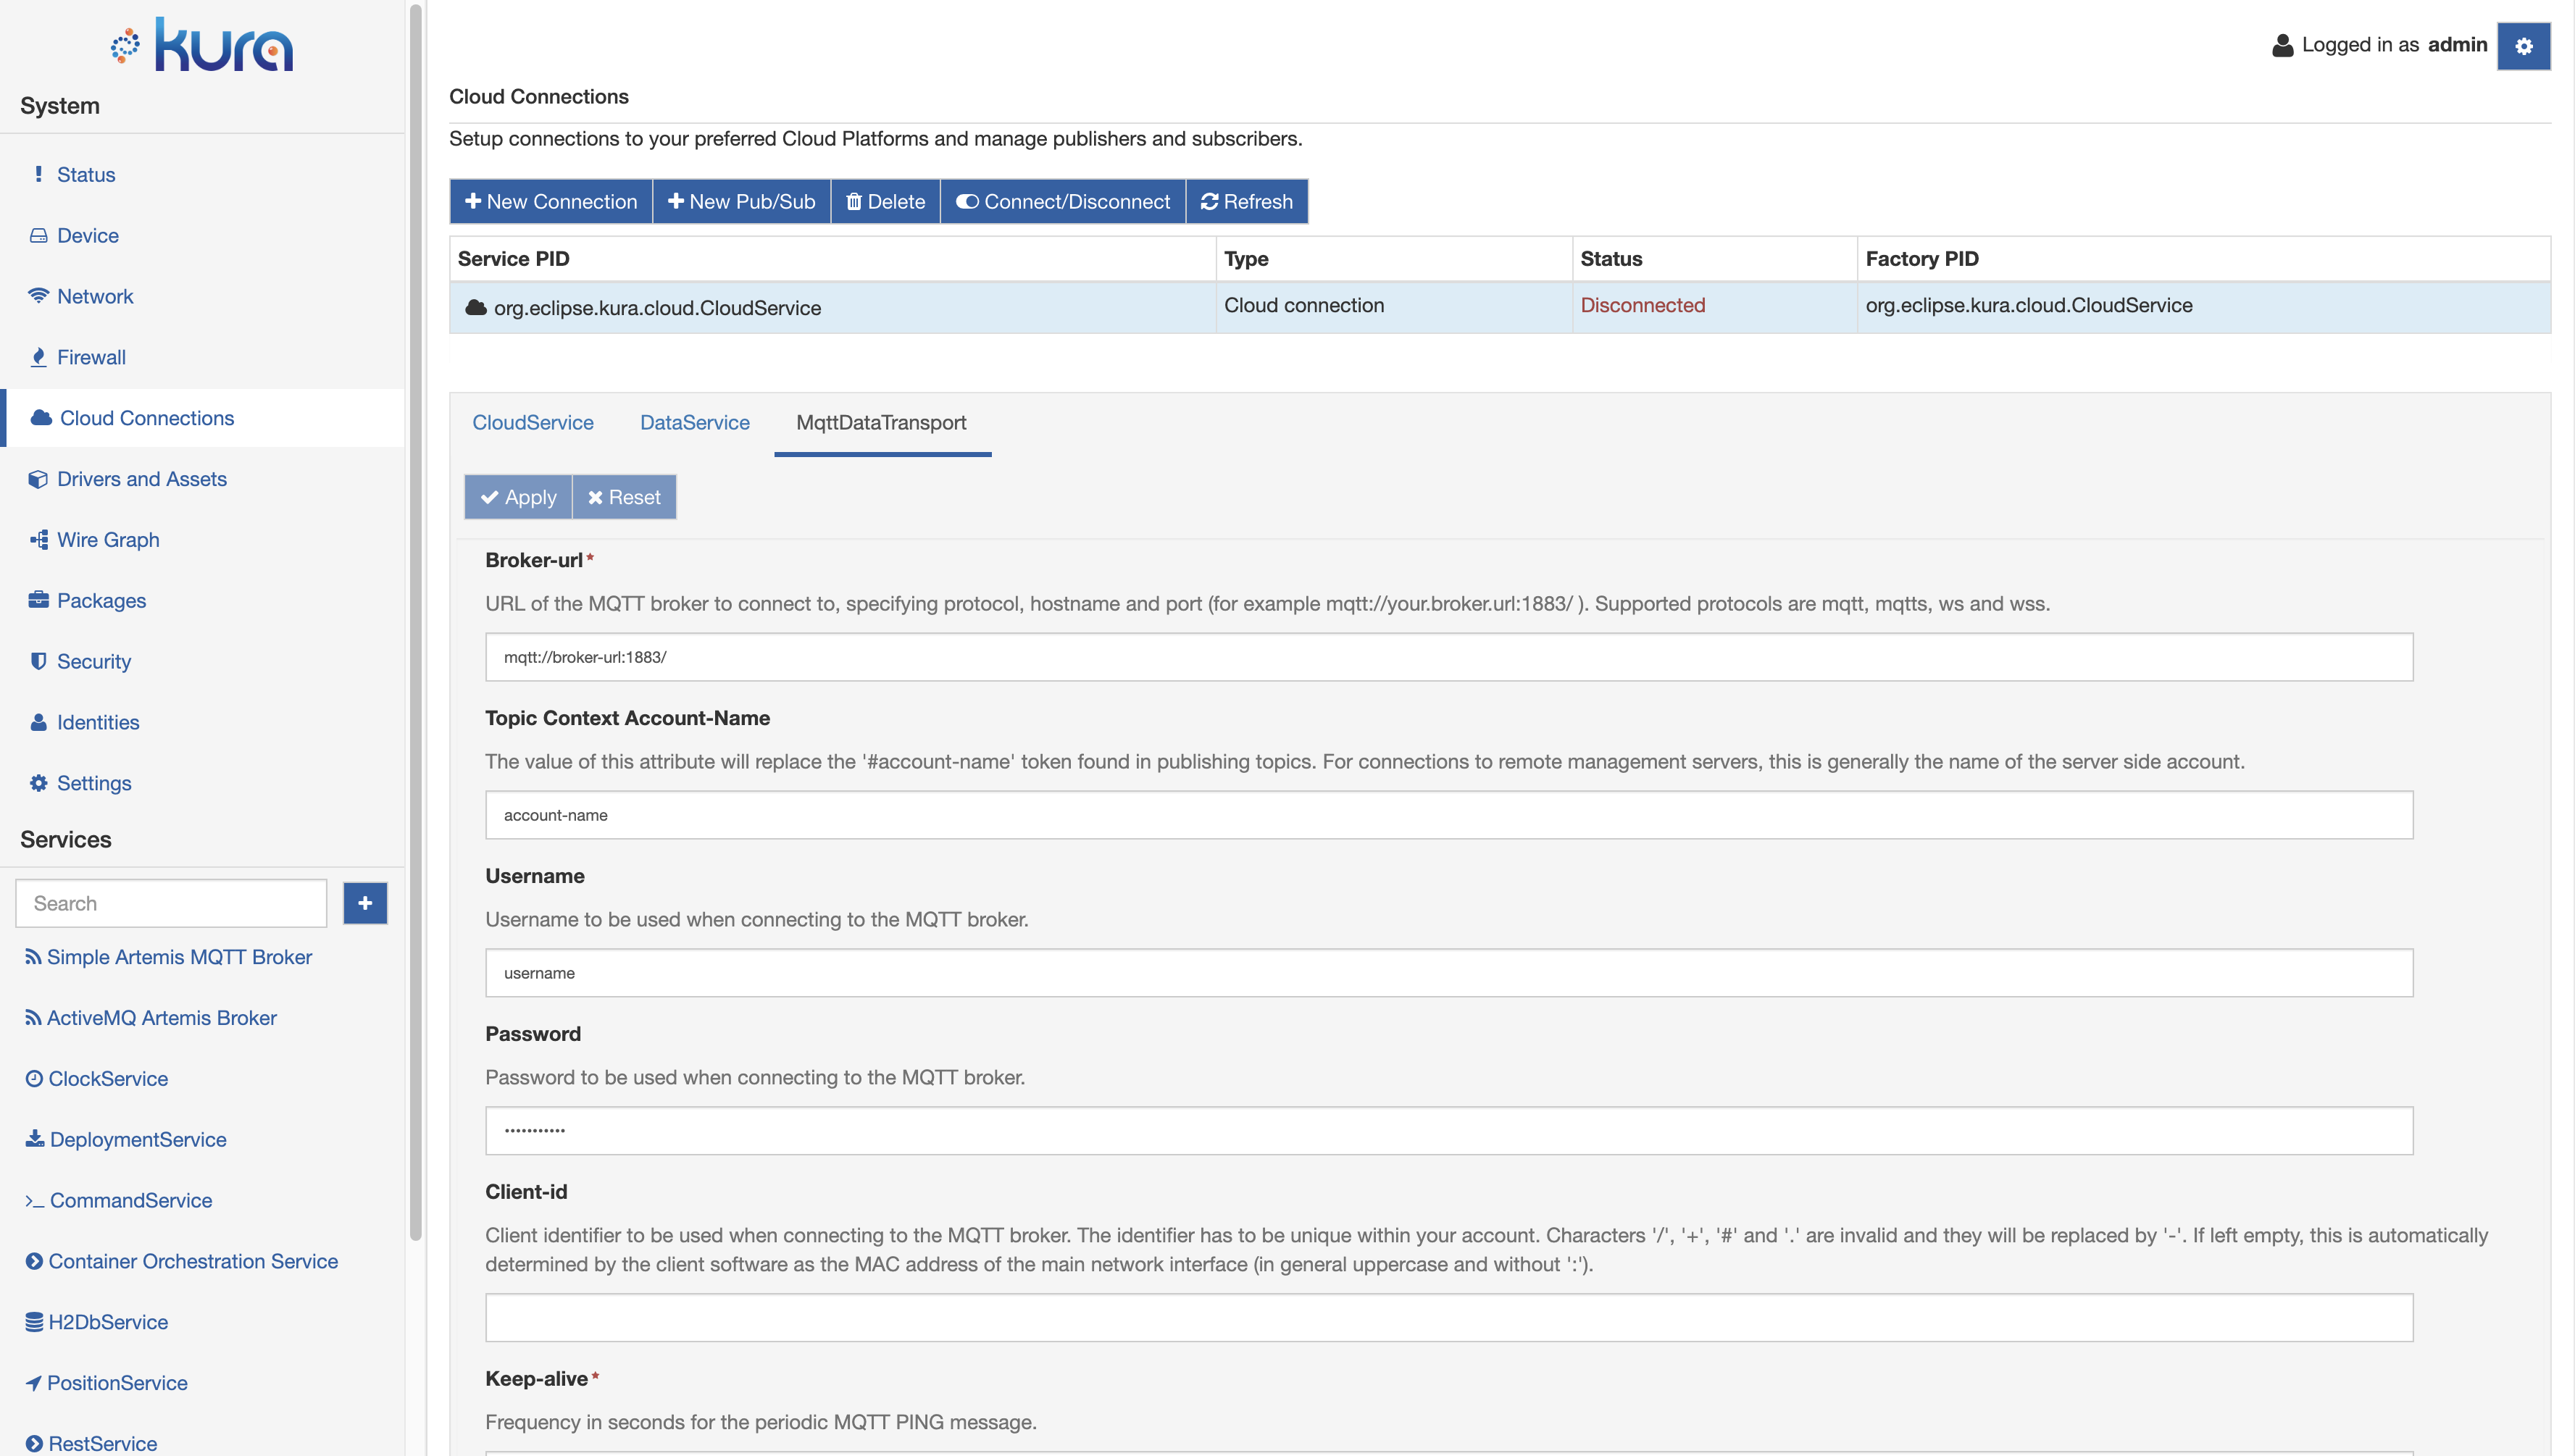 kura
System
Status
Device
Network
Firewall
Cloud Connections
Drivers and Assets
Wire Graph
Packages
Security
Identities
Settings
Services
Search
Simple Artemis MQTT Broker
ActiveMQ Artemis Broker
ClockService
DeploymentService
CommandService
Container Orchestration Service
H2DbService
PositionService
RestService
Logged in as admin
Cloud Connections
Setup connections to your preferred Cloud Platforms and manage publishers and subscribers.
New Connection New Pub/Sub Delete Connect/Disconnect Refresh
Service PID Type Status Factory PID
org.eclipse.kura.cloud.CloudService Cloud connection Disconnected org.eclipse.kura.cloud.CloudService
CloudService DataService MqttDataTransport
Apply Reset
Broker-url*
URL of the MQTT broker to connect to, specifying protocol, hostname and port (for example mqtt://your.broker.url:1883/ ). Supported protocols are mqtt, mqtts, ws and wss.
mqtt://broker-url:1883/
Topic Context Account-Name
The value of this attribute will replace the '#account-name' token found in publishing topics. For connections to remote management servers, this is generally the name of the server side account.
account-name
Username
Username to be used when connecting to the MQTT broker.
username
Password
Password to be used when connecting to the MQTT broker.
•••••••••••
Client-id
Client identifier to be used when connecting to the MQTT broker. The identifier has to be unique within your account. Characters '/', '+', '#' and '.' are invalid and they will be replaced by '-'. If left empty, this is automatically
determined by the client software as the MAC address of the main network interface (in general uppercase and without ':').
Keep-alive*
Frequency in seconds for the periodic MQTT PING message.